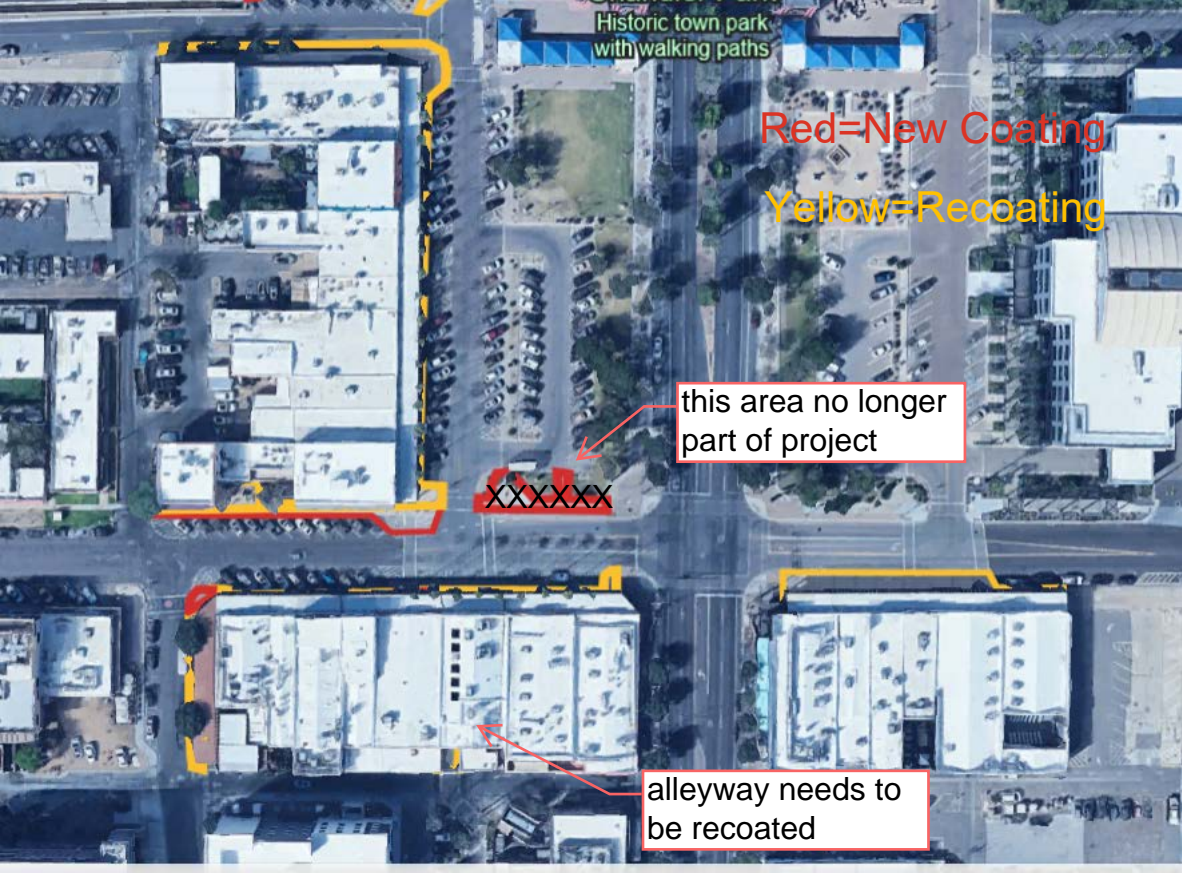 Historic town park
with walking paths
Red=New Coating
Yellow=Recoating
this area no longer
part of project
XXXXXX
alleyway needs to
be recoated